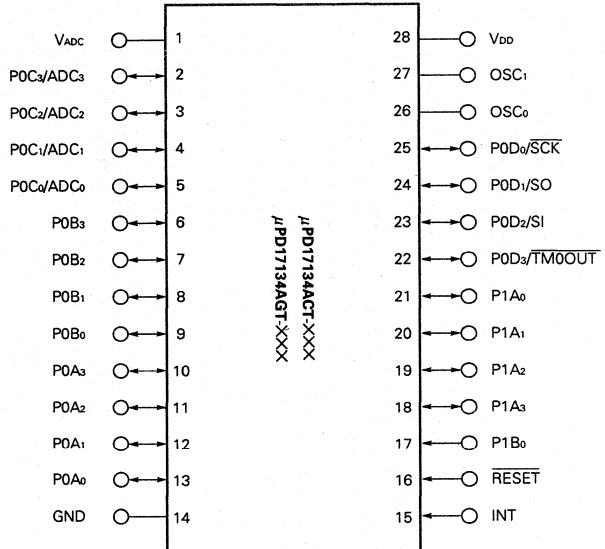 VADC 1 28 VDD
P0C3/ADC3 2 27 OSC1
P0C2/ADC2 3 26 OSC0
P0C1/ADC1 4 25 P0D0/SCK
P0C0/ADC0 5 24 P0D1/SO
P0B3 6 23 P0D2/SI
P0B2 7 22 P0D3/TM0OUT
P0B1 8 21 P1A0
P0B0 9 20 P1A1
P0A3 10 19 P1A2
P0A2 11 18 P1A3
P0A1 12 17 P1B0
P0A0 13 16 RESET
GND 14 15 INT
μPD17134ACT-XXX
μPD17134AGT-XXX